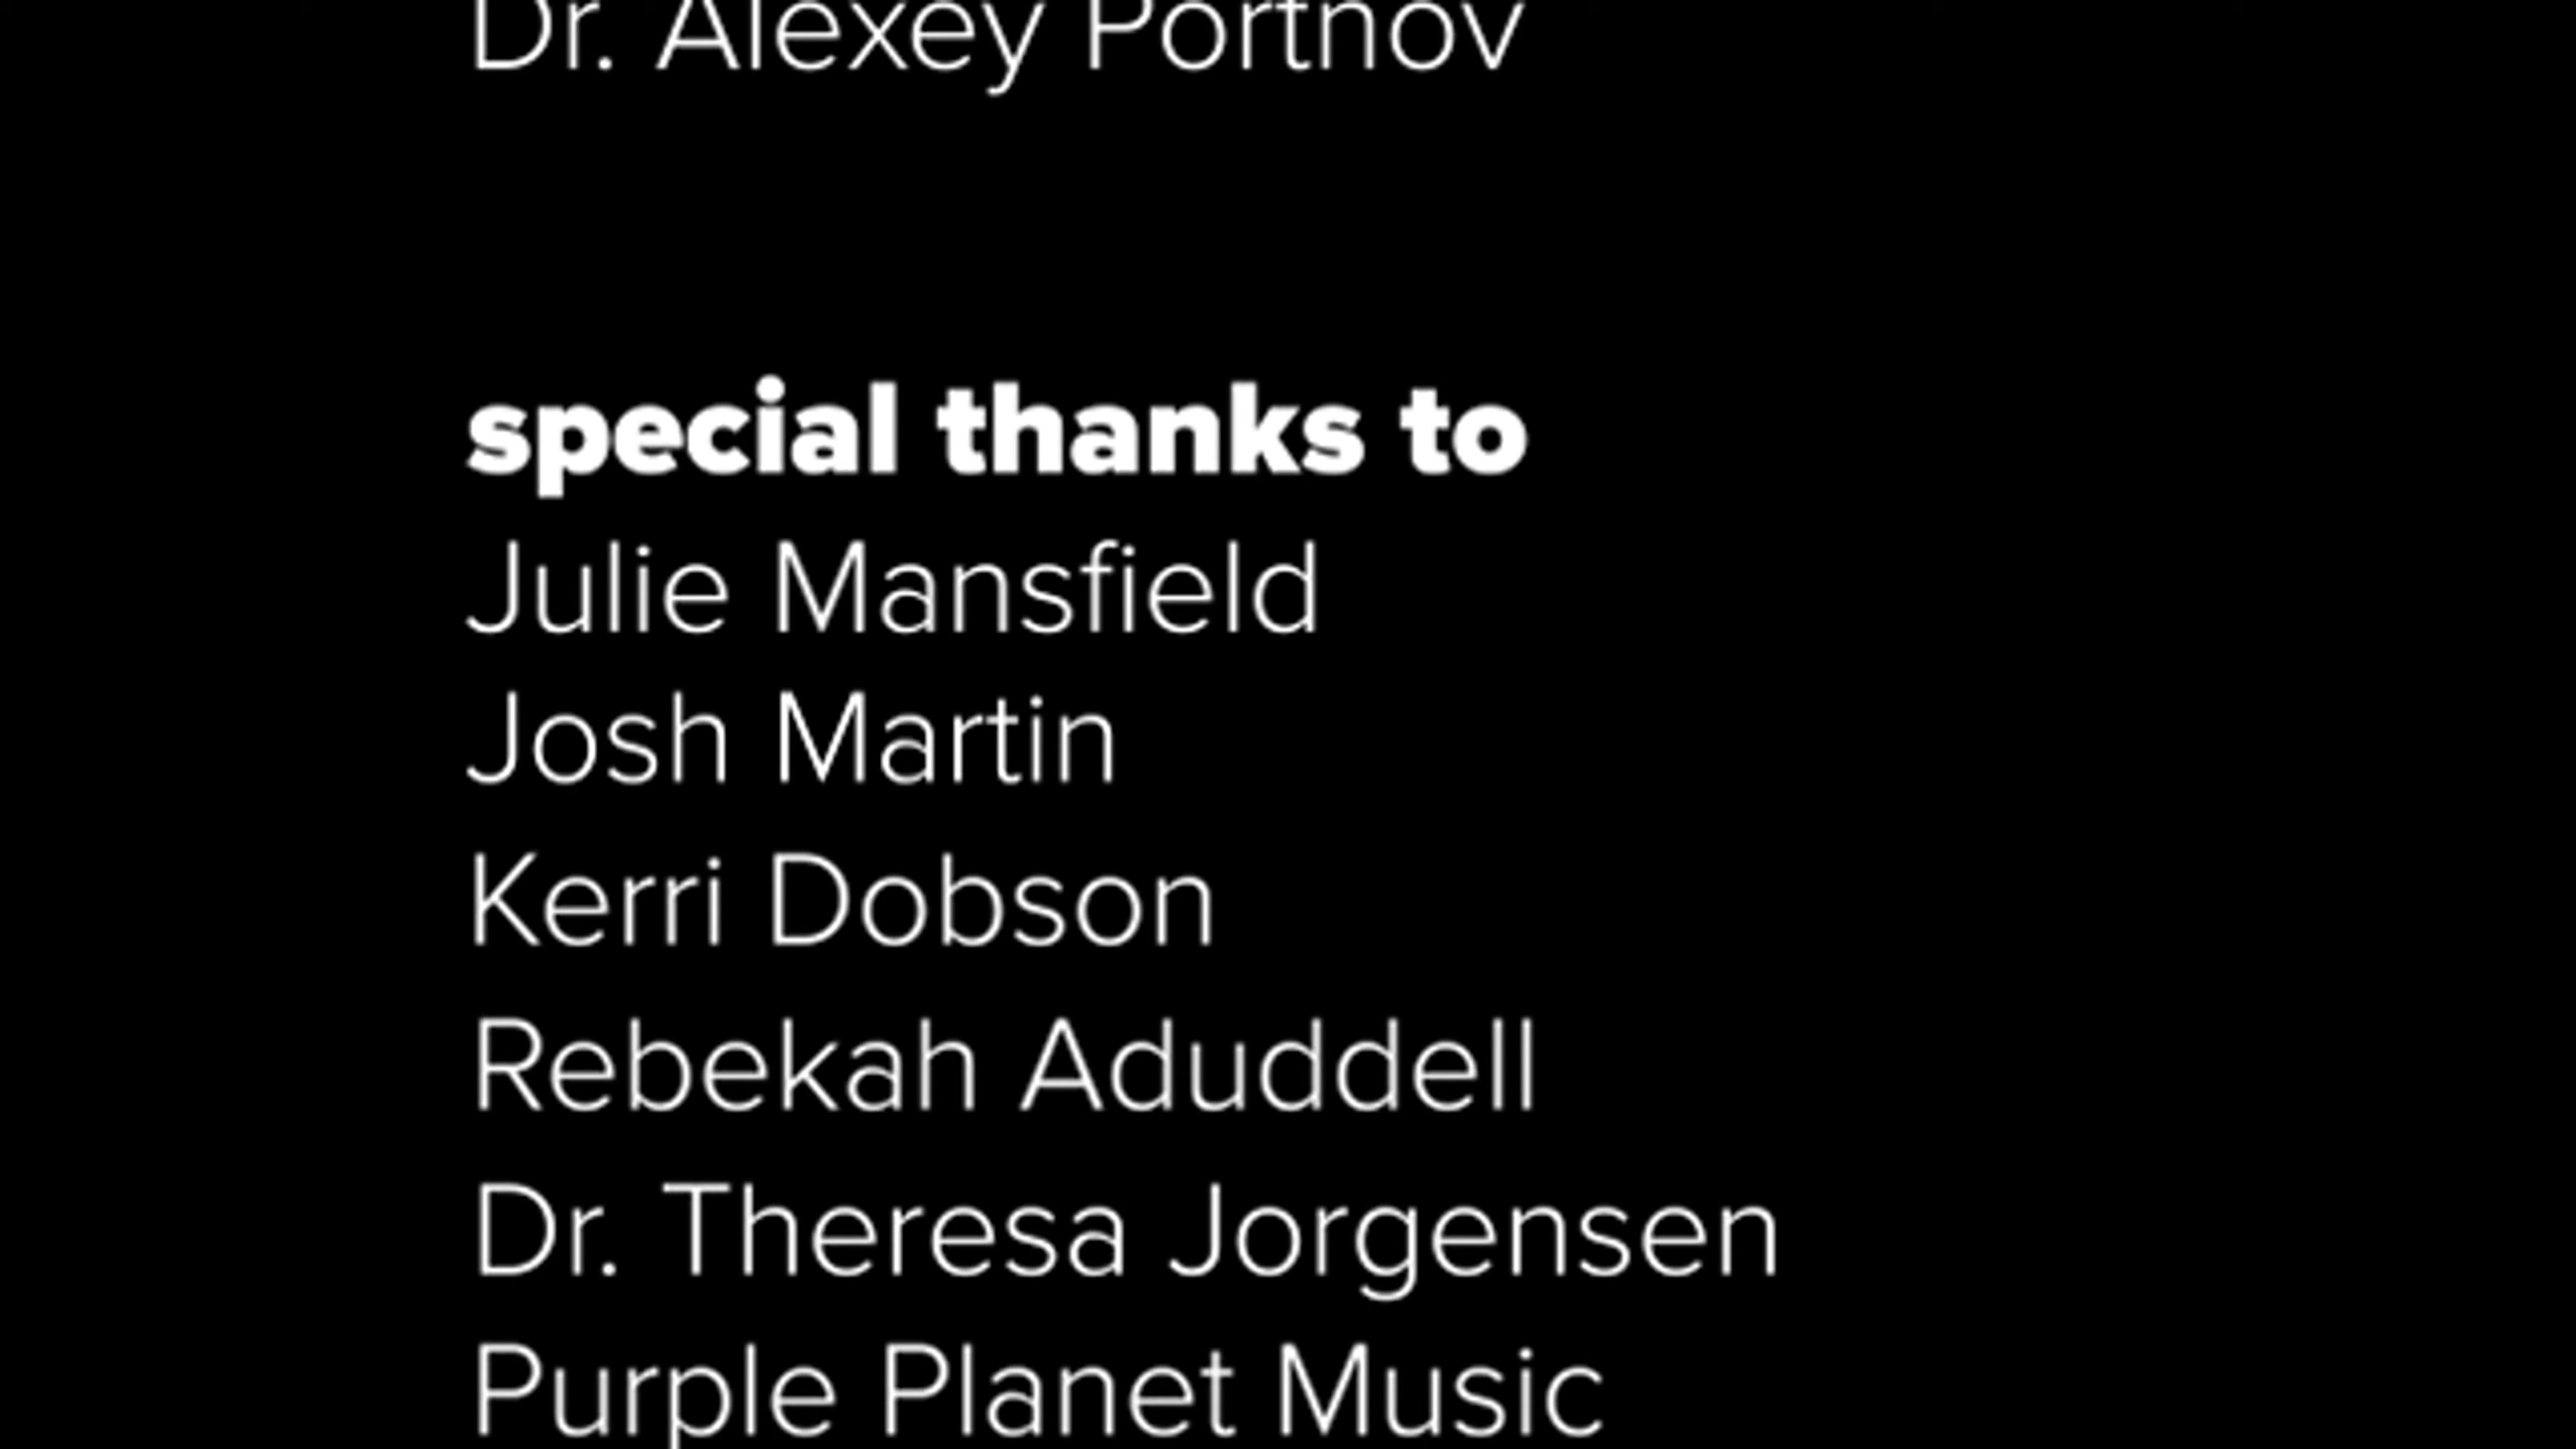 Dr. Alexey Portnov
special thanks to
Julie Mansfield
Josh Martin
Kerri Dobson
Rebekah Aduddell
Dr. Theresa Jorgensen
Purple Planet Music